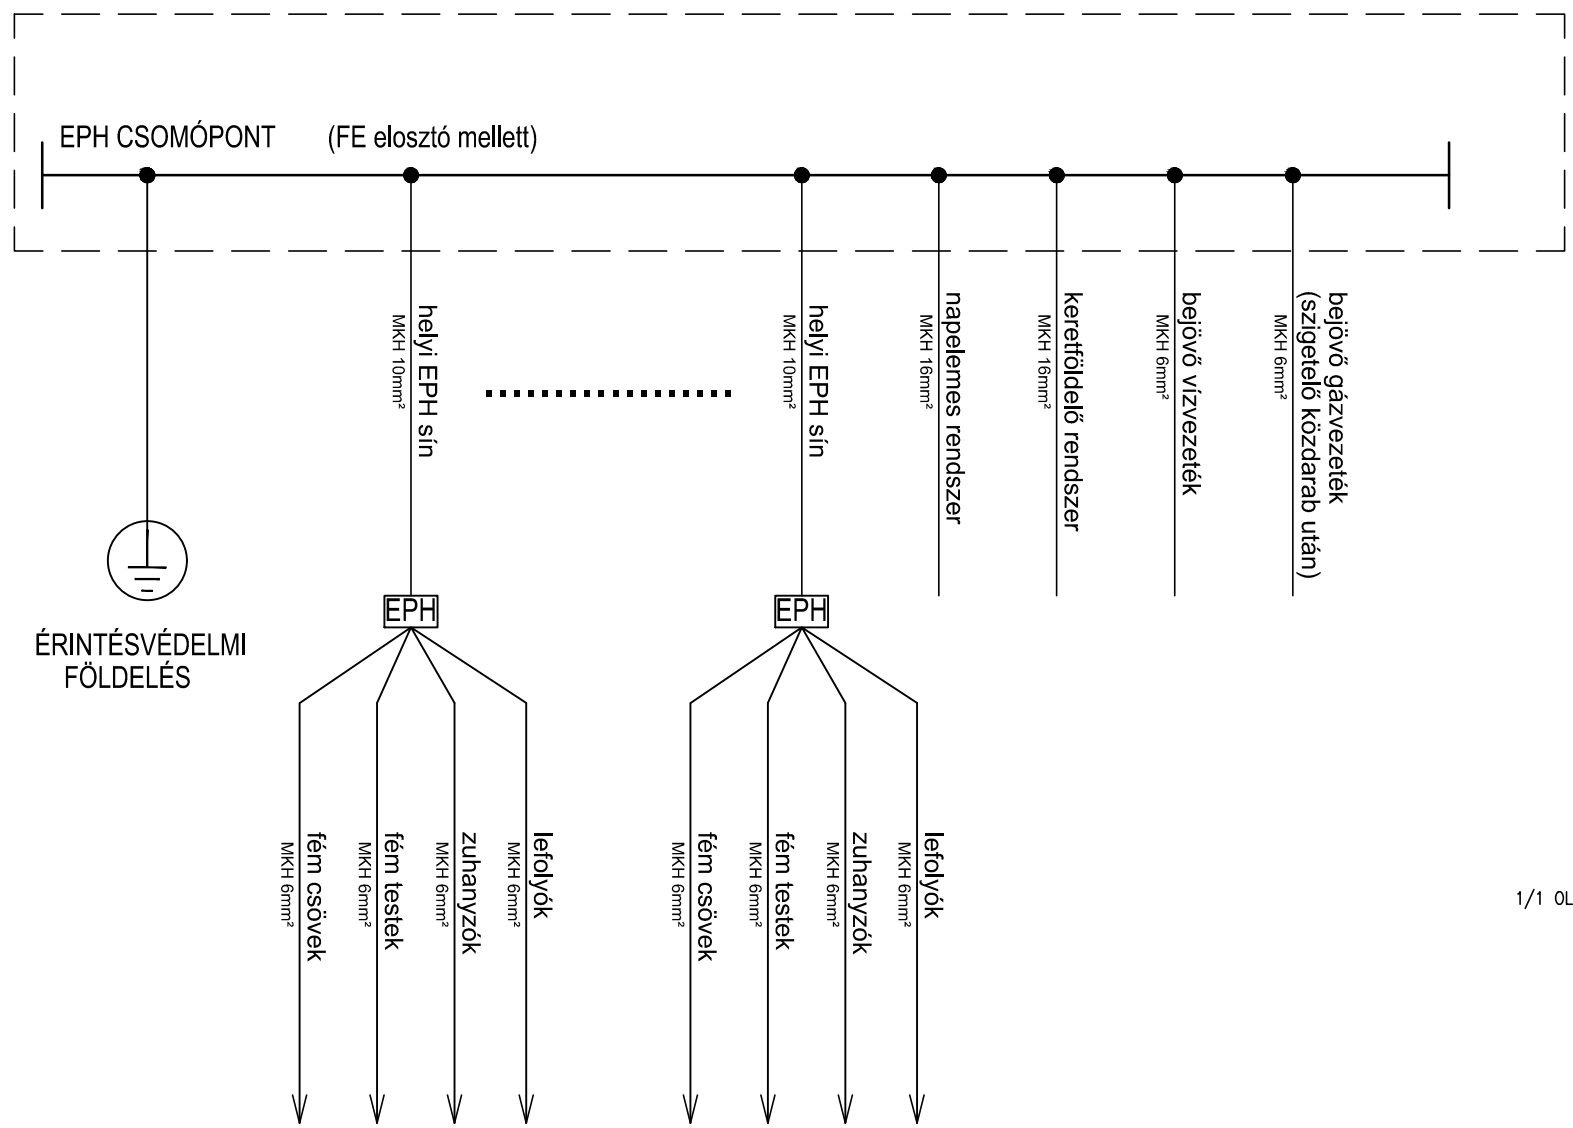 EPH CSOMÓPONT (FE elosztó mellett)
helyi EPH sín
MKH 10mm²
helyi EPH sín
MKH 10mm²
napelemes rendszer
MKH 16mm²
keretföldelő rendszer
MKH 16mm²
bejövő vízvezeték
MKH 6mm²
bejövő gázvezeték
(szigetelő közdarab után)
MKH 6mm²
ÉRINTÉSVÉDELMI
FÖLDELÉS
EPH
EPH
fém csövek
MKH 6mm²
fém testek
MKH 6mm²
zuhanyzók
MKH 6mm²
lefolyók
MKH 6mm²
fém csövek
MKH 6mm²
fém testek
MKH 6mm²
zuhanyzók
MKH 6mm²
lefolyók
MKH 6mm²
1/1 OL